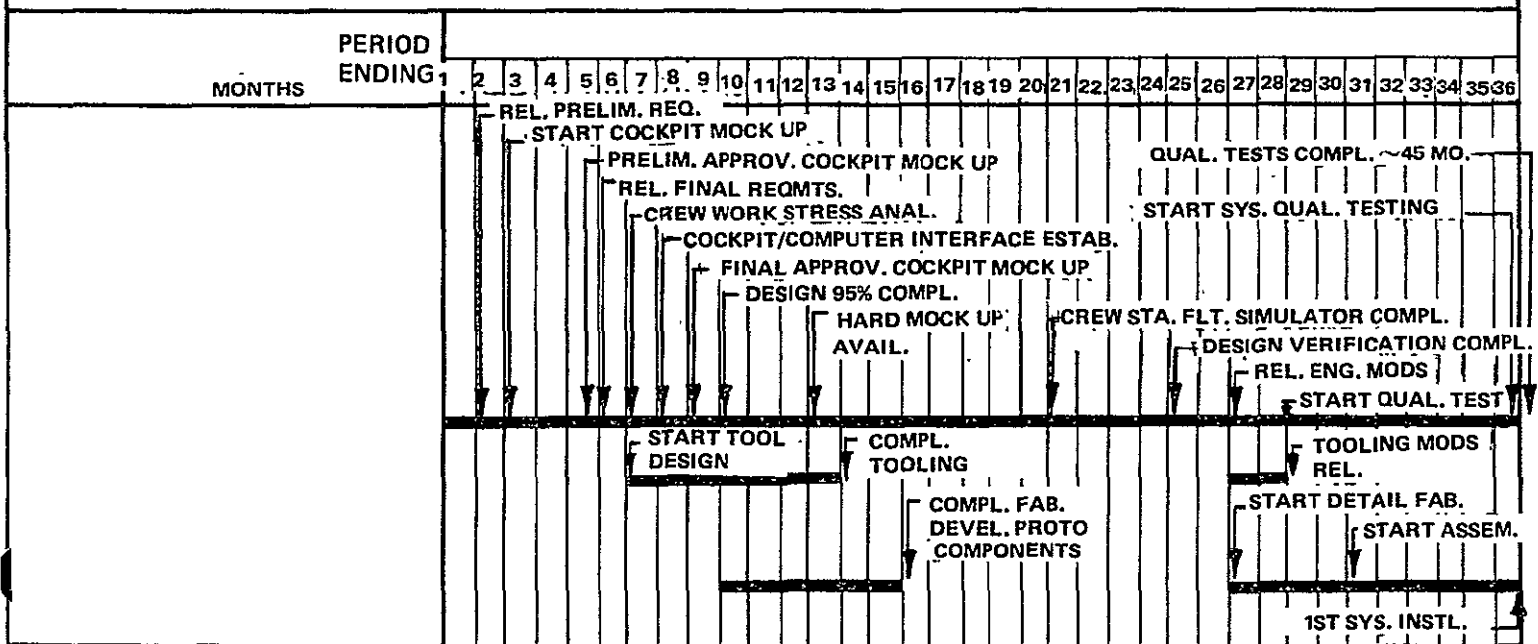 PERIOD
ENDING
MONTHS
1 2 3 4 5 6 7 8 9 10 11 12 13 14 15 16 17 18 19 20 21 22 23 24 25 26 27 28 29 30 31 32 33 34 35 36
REL. PRELIM. REQ.
START COCKPIT MOCK UP
PRELIM. APPROV. COCKPIT MOCK UP
QUAL. TESTS COMPL. ~45 MO.
REL. FINAL REQMTS.
CREW WORK STRESS ANAL.
START SYS. QUAL. TESTING
COCKPIT/COMPUTER INTERFACE ESTAB.
FINAL APPROV. COCKPIT MOCK UP
DESIGN 95% COMPL.
HARD MOCK UP
AVAIL.
CREW STA. FLT. SIMULATOR COMPL.
DESIGN VERIFICATION COMPL.
REL. ENG. MODS
START QUAL. TEST
START TOOL
DESIGN
COMPL.
TOOLING
TOOLING MODS
REL.
COMPL. FAB.
DEVEL. PROTO
COMPONENTS
START DETAIL FAB.
START ASSEM.
1ST SYS. INSTL.